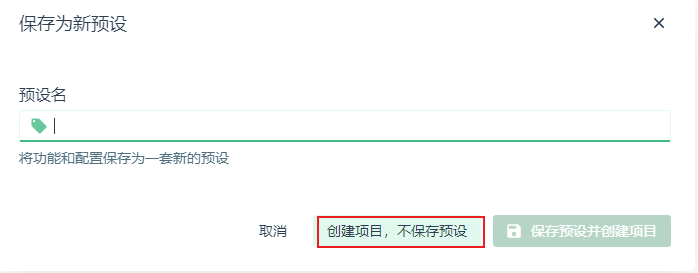 保存为新预设
预设名
将功能和配置保存为一套新的预设
取消
创建项目，不保存预设
保存预设并创建项目